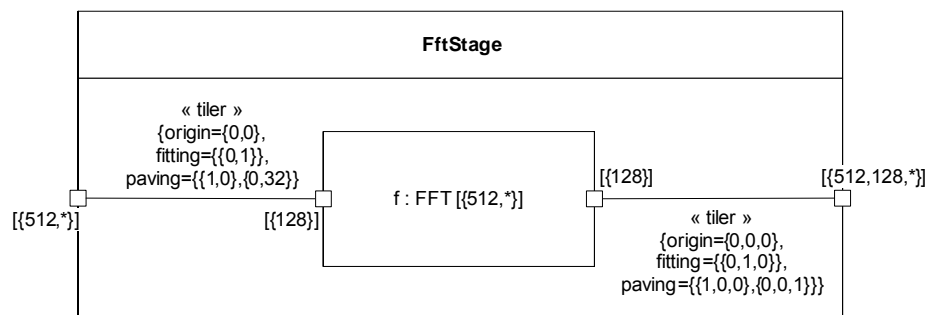 FftStage
« tiler »
{origin={0,0},
fitting={{0,1}},
paving={{1,0},{0,32}}
[{512,*}]
[{128}]
f : FFT [{512,*}]
[{128}]
[{512,128,*}]
« tiler »
{origin={0,0,0},
fitting={{0,1,0}},
paving={{1,0,0},{0,0,1}}}